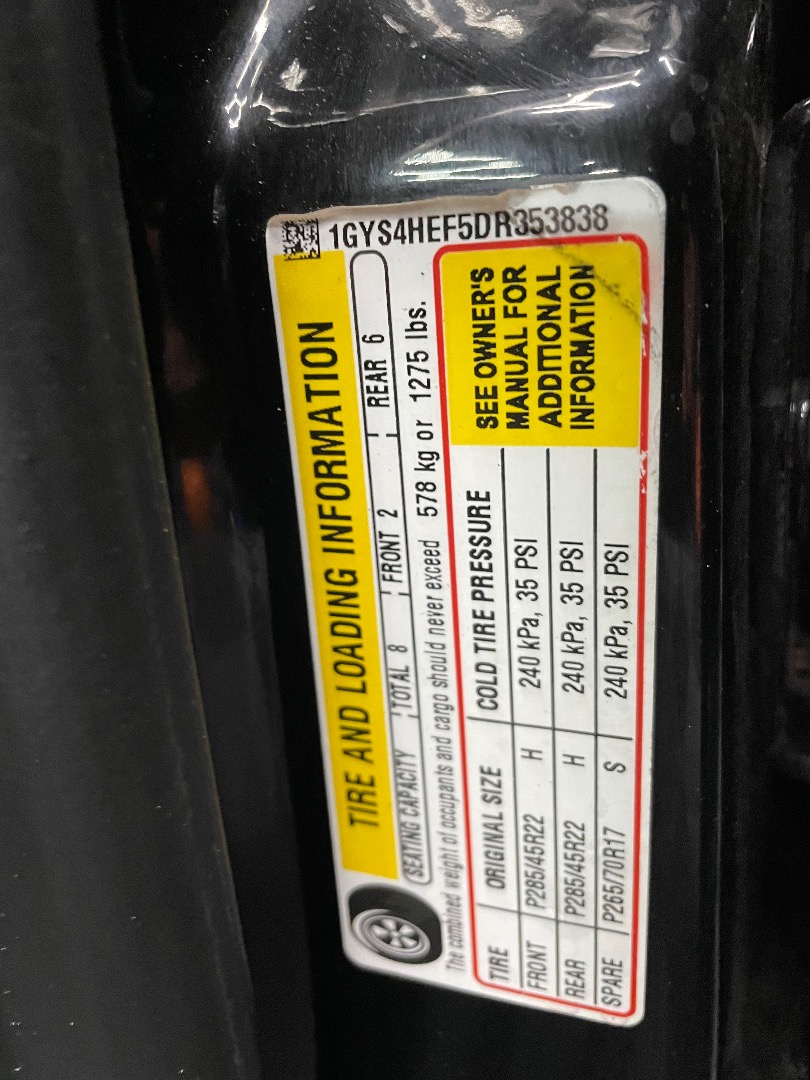 1GYS4HEF5DR353838
TIRE AND LOADING INFORMATION
SEATING CAPACITY TOTAL 8 FRONT 2 REAR 6
The combined weight of occupants and cargo should never exceed 578 kg or 1275 lbs.
TIRE ORIGINAL SIZE COLD TIRE PRESSURE
FRONT P285/45R22 H 240 kPa, 35 PSI
REAR P285/45R22 H 240 kPa, 35 PSI
SPARE P265/70R17 S 240 kPa, 35 PSI
SEE OWNER'S
MANUAL FOR
ADDITIONAL
INFORMATION